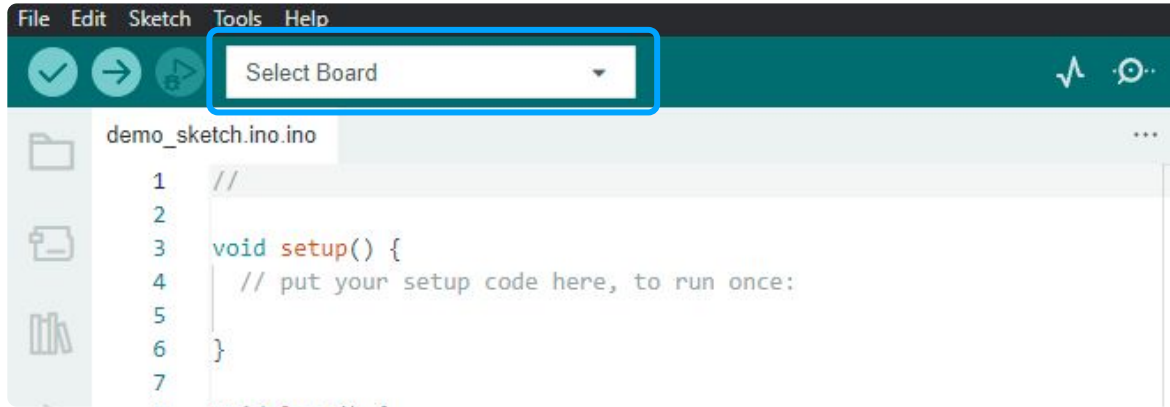 File Edit Sketch Tools Help
Select Board
demo_sketch.ino.ino
1 //
2
3 void setup() {
4 // put your setup code here, to run once:
5
6 }
7